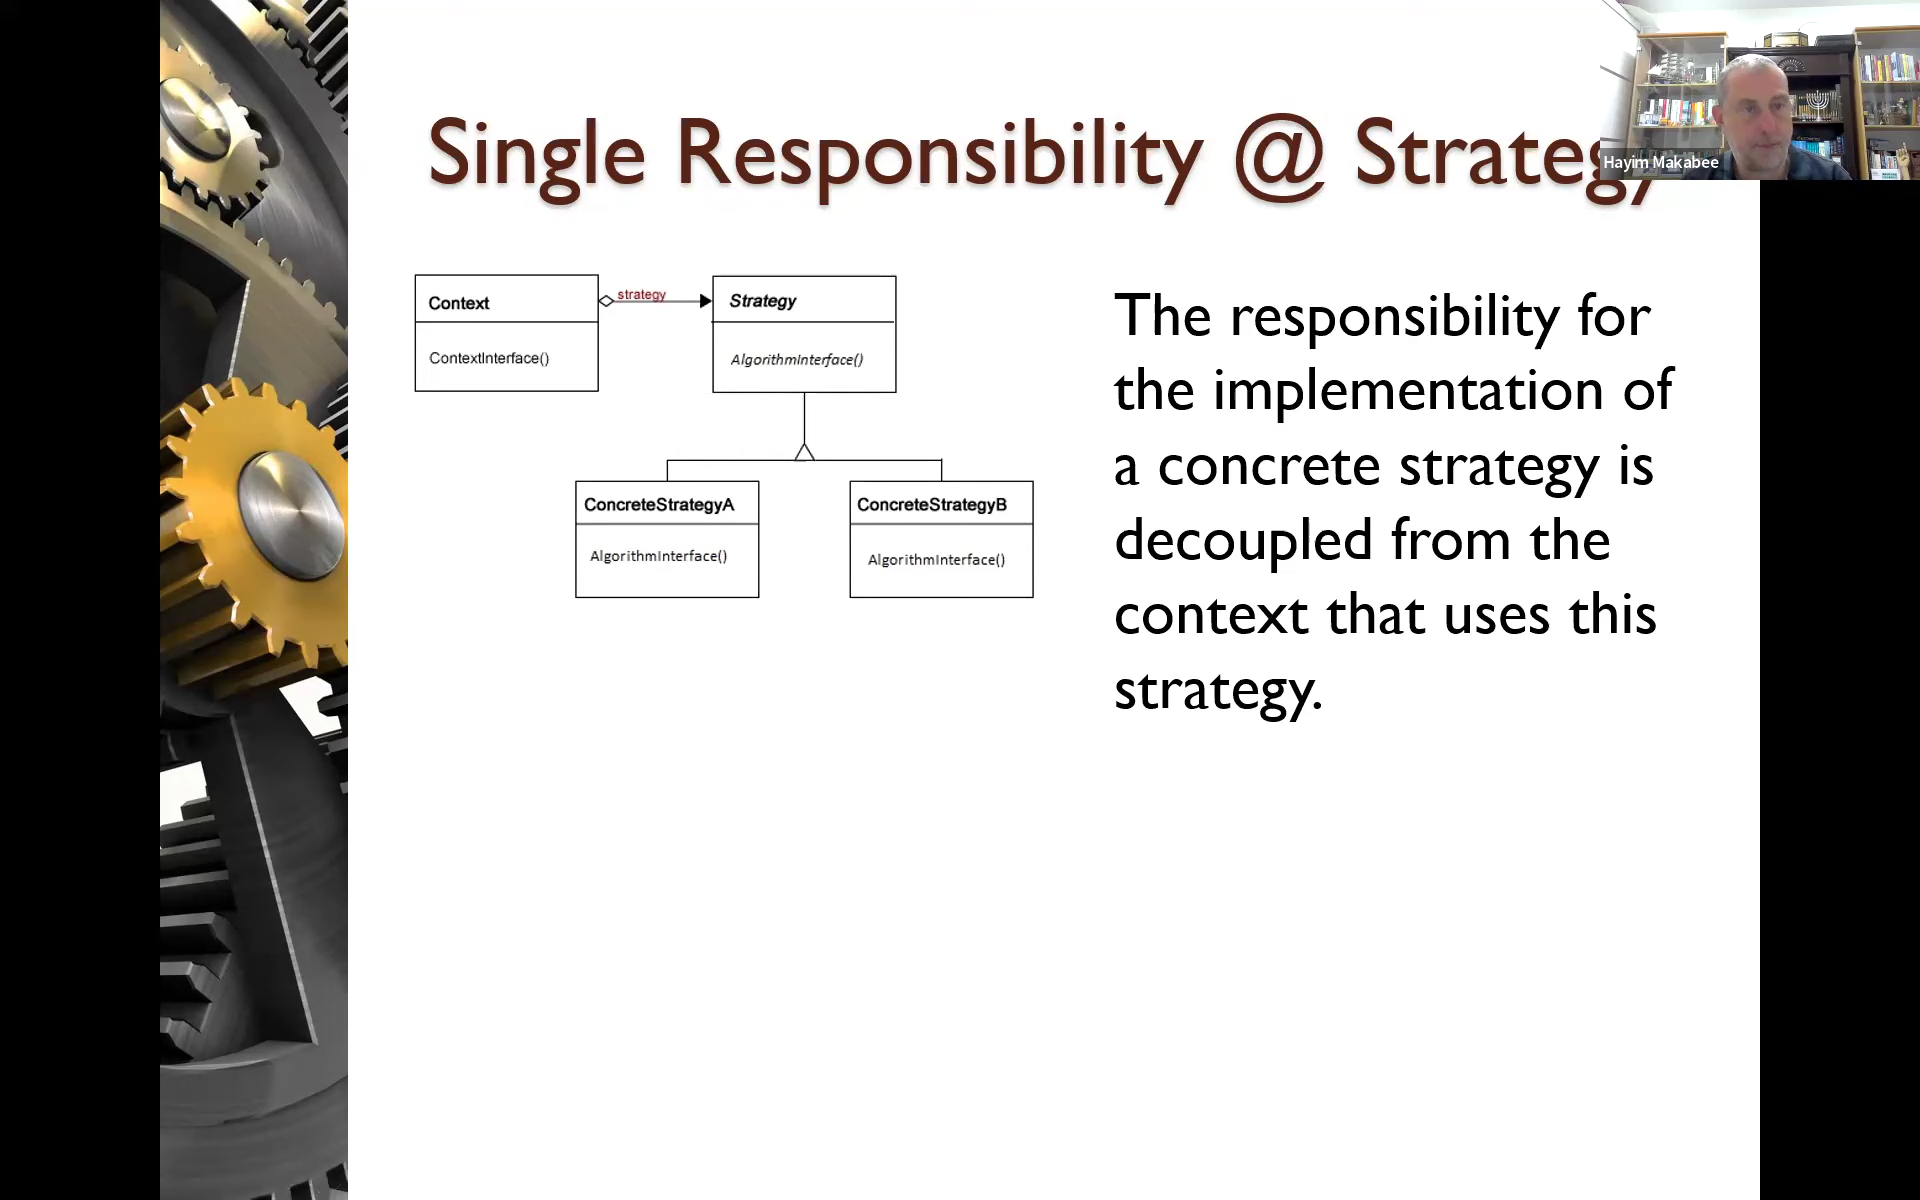 Single Responsibility @ Strategy
Hayim Makabee
Context
strategy
Strategy
ContextInterface()
AlgorithmInterface()
ConcreteStrategyA
ConcreteStrategyB
AlgorithmInterface()
AlgorithmInterface()
The responsibility for
the implementation of
a concrete strategy is
decoupled from the
context that uses this
strategy.